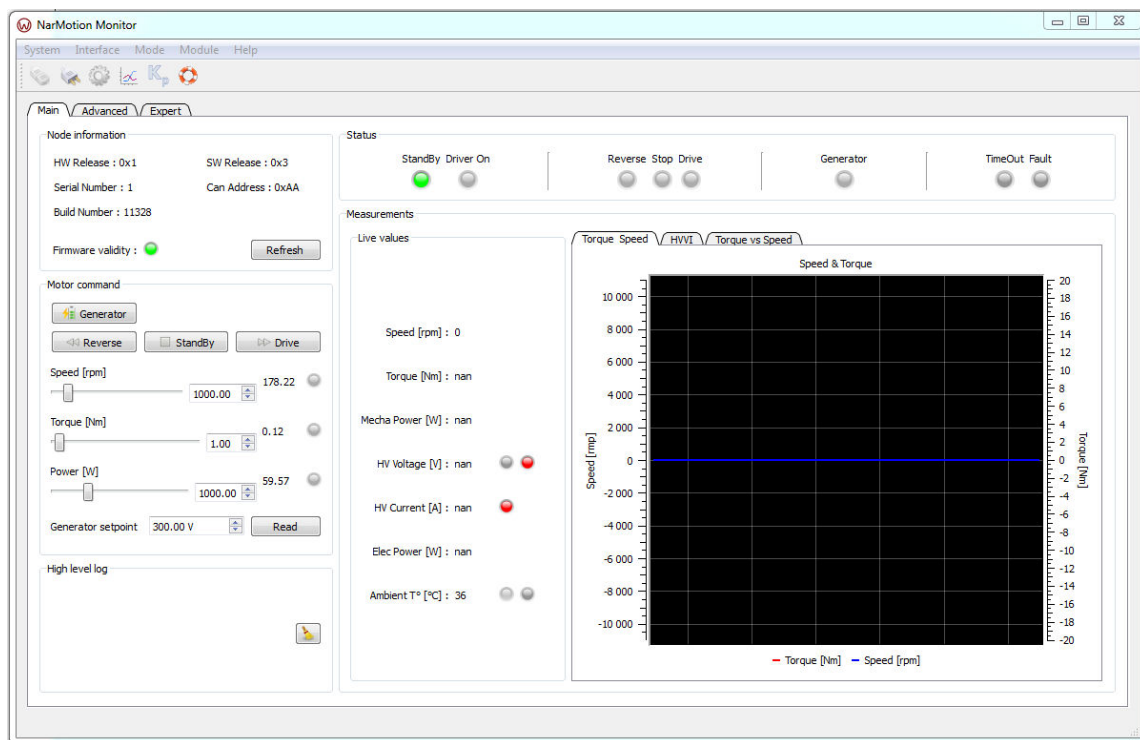 NarMotion Monitor
System Interface Mode Module Help
Kp
Main Advanced Expert
Node information
HW Release : 0x1 SW Release : 0x3
Serial Number : 1 Can Address : 0xAA
Build Number : 11328
Firmware validity : Refresh
Motor command
Generator
Reverse StandBy Drive
Speed [rpm]
1000.00 178.22
Torque [Nm]
1.00 0.12
Power [W]
1000.00 59.57
Generator setpoint 300.00 V Read
High level log
Status
StandBy Driver On Reverse Stop Drive Generator TimeOut Fault
Measurements
Live values
Speed [rpm] : 0
Torque [Nm] : nan
Mecha Power [W] : nan
HV Voltage [V] : nan
HV Current [A] : nan
Elec Power [W] : nan
Ambient T° [°C] : 36
Torque Speed HVVI Torque vs Speed
Speed & Torque
Speed [rmp]
10 000
8 000
6 000
4 000
2 000
0
-2 000
-4 000
-6 000
-8 000
-10 000
20
18
16
14
12
10
8
6
4
2
0
-2
-4
-6
-8
-10
-12
-14
-16
-18
-20
Torque [Nm]
Torque [Nm] Speed [rpm]